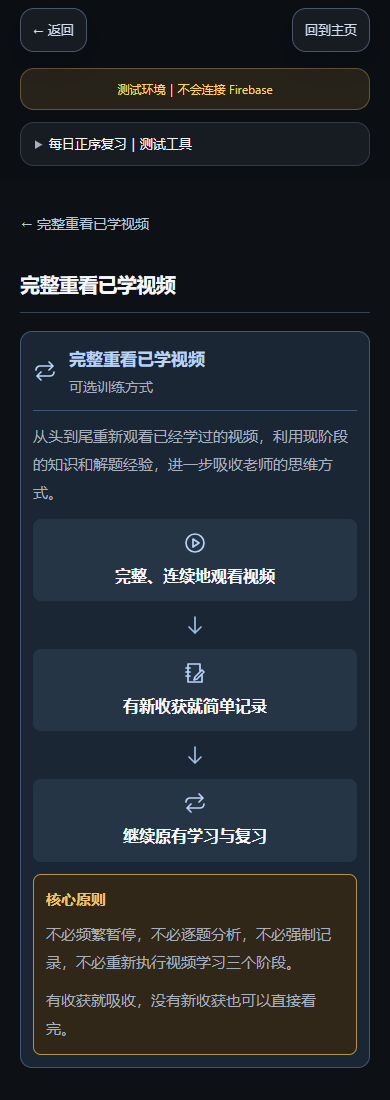 ← 返回
回到主页
测试环境 | 不会连接 Firebase
▶ 每日正序复习 | 测试工具
← 完整重看已学视频
完整重看已学视频
完整重看已学视频
可选训练方式
从头到尾重新观看已经学过的视频，利用现阶段
的知识和解题经验，进一步吸收老师的思维方
式。
完整、连续地观看视频
↓
有新收获就简单记录
↓
继续原有学习与复习
核心原则
不必频繁暂停，不必逐题分析，不必强制记
录，不必重新执行视频学习三个阶段。
有收获就吸收，没有新收获也可以直接看
完。